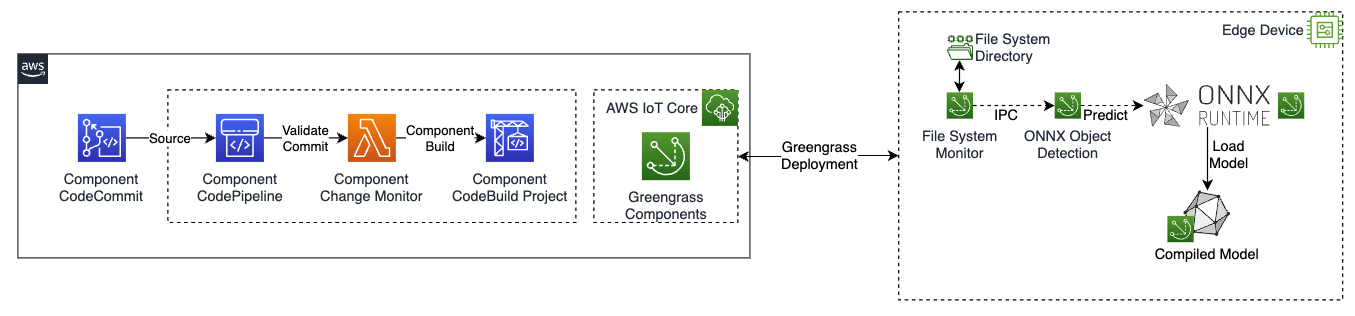 aws
Component
CodeCommit
Source
Component
CodePipeline
Validate
Commit
Component
Change Monitor
Component
Build
Component
CodeBuild Project
AWS IoT Core
Greengrass
Components
Greengrass
Deployment
Edge Device
File System
Directory
File System
Monitor
IPC
ONNX Object
Detection
Predict
ONNX
RUNTIME
Load
Model
Compiled Model